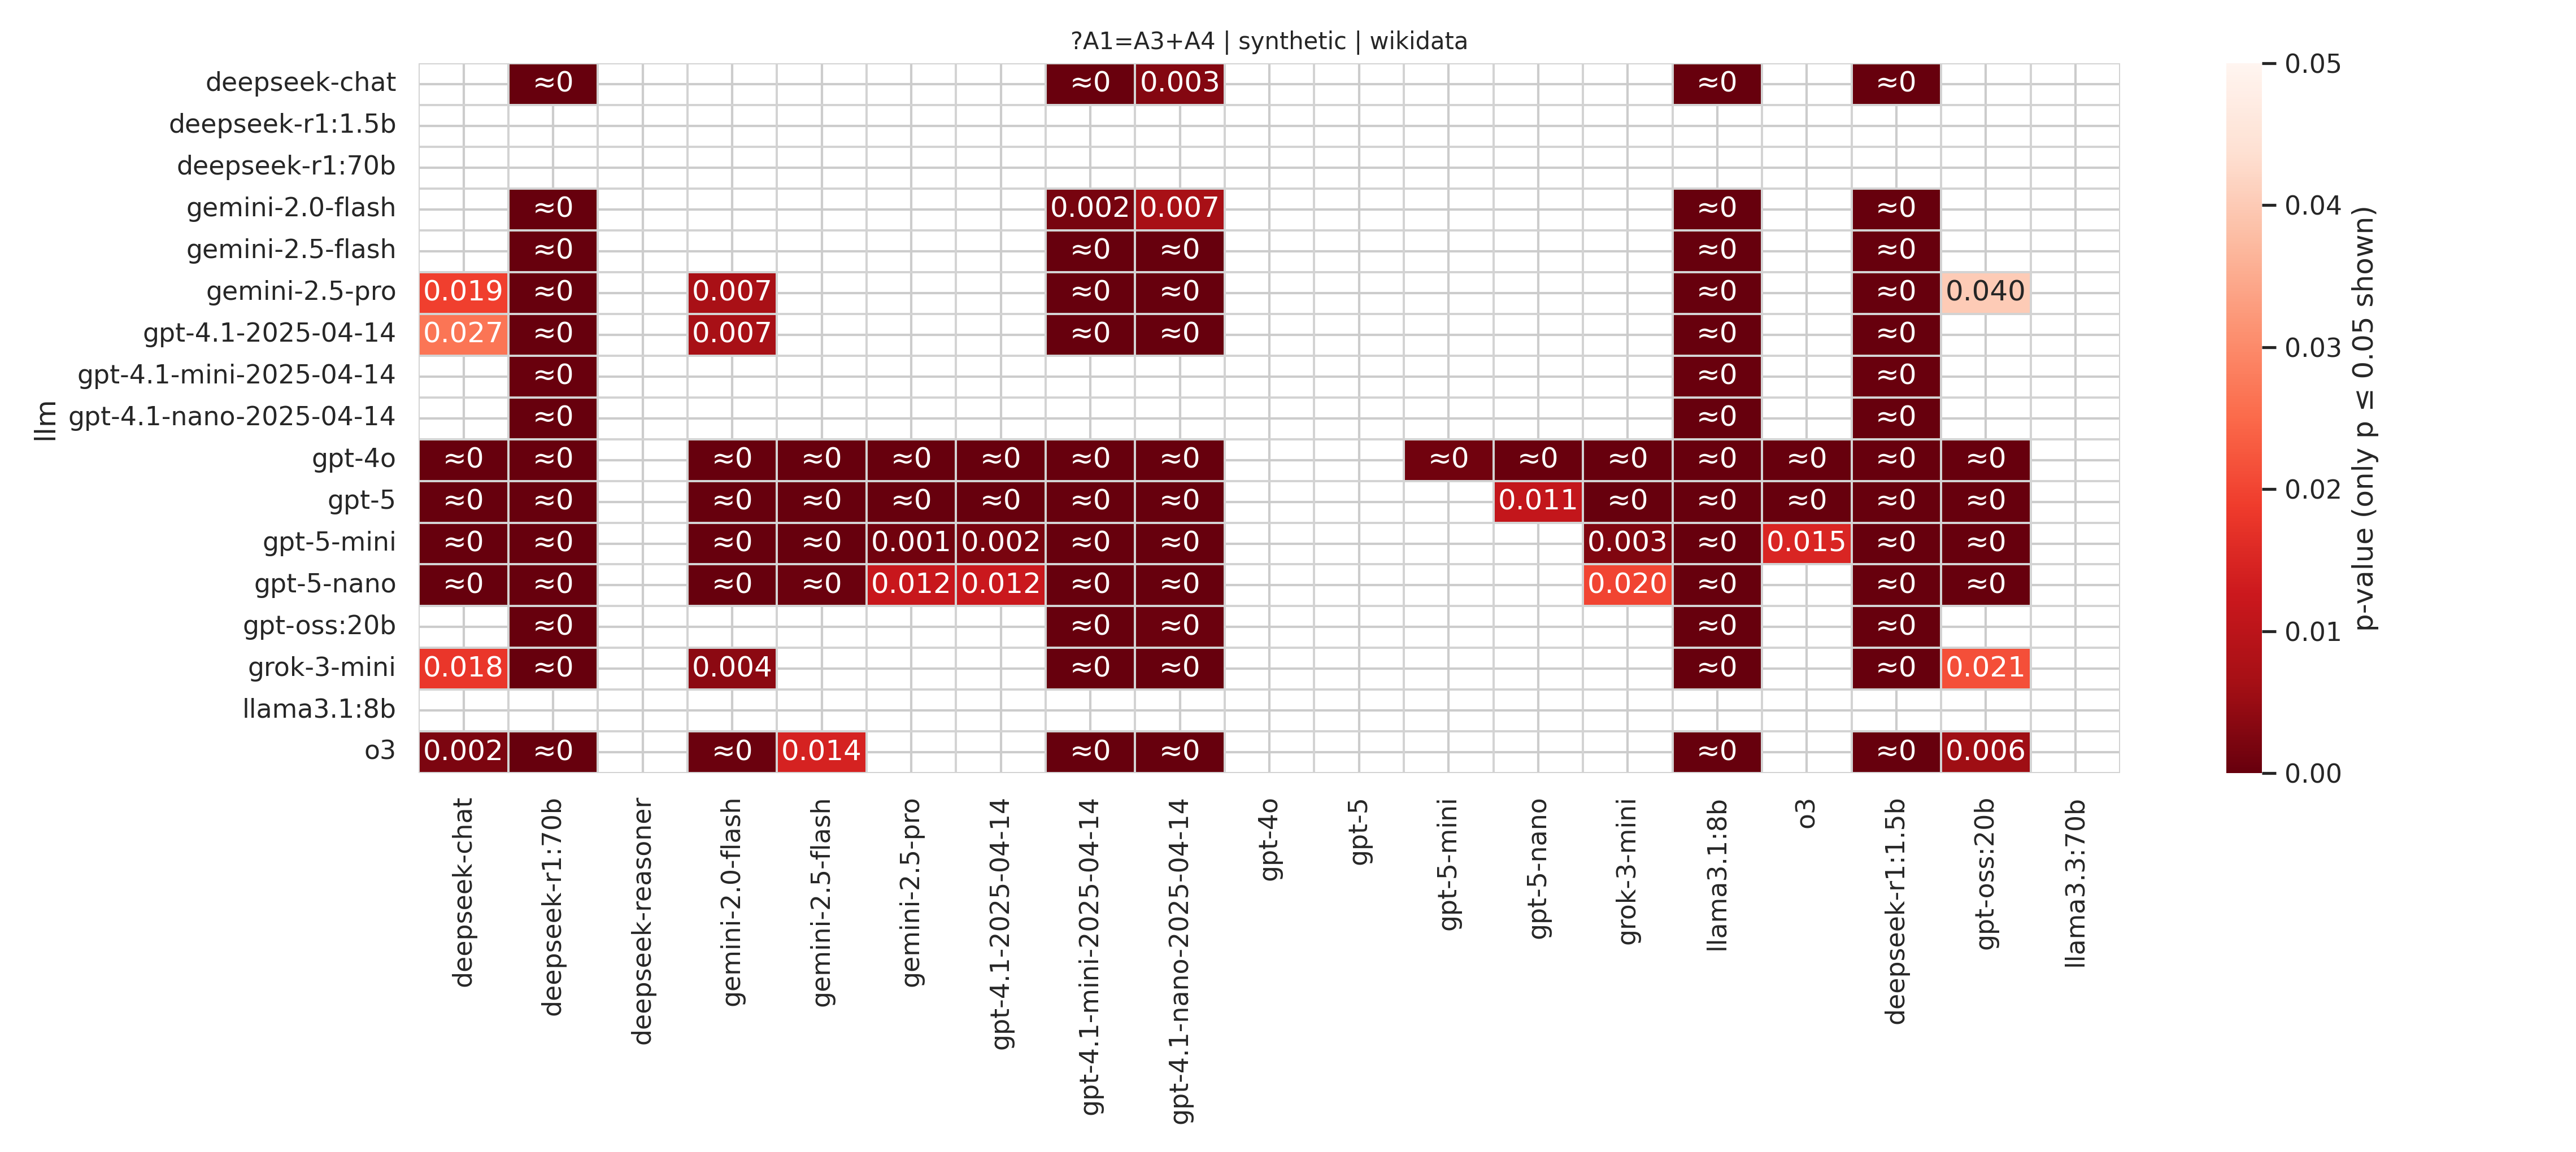 ?A1=A3+A4 | synthetic | wikidata
llm
deepseek-chat ≈0 ≈0 0.003 ≈0 ≈0
deepseek-r1:1.5b
deepseek-r1:70b
gemini-2.0-flash ≈0 0.002 0.007 ≈0 ≈0
gemini-2.5-flash ≈0 ≈0 ≈0 ≈0 ≈0
gemini-2.5-pro 0.019 ≈0 0.007 ≈0 ≈0 ≈0 ≈0 0.040
gpt-4.1-2025-04-14 0.027 ≈0 0.007 ≈0 ≈0 ≈0 ≈0
gpt-4.1-mini-2025-04-14 ≈0 ≈0 ≈0
gpt-4.1-nano-2025-04-14 ≈0 ≈0 ≈0
gpt-4o ≈0 ≈0 ≈0 ≈0 ≈0 ≈0 ≈0 ≈0 ≈0 ≈0 ≈0 ≈0 ≈0 ≈0 ≈0
gpt-5 ≈0 ≈0 ≈0 ≈0 ≈0 ≈0 ≈0 ≈0 0.011 ≈0 ≈0 ≈0 ≈0 ≈0
gpt-5-mini ≈0 ≈0 ≈0 ≈0 0.001 0.002 ≈0 ≈0 0.003 ≈0 0.015 ≈0 ≈0
gpt-5-nano ≈0 ≈0 ≈0 ≈0 0.012 0.012 ≈0 ≈0 0.020 ≈0 ≈0 ≈0
gpt-oss:20b ≈0 ≈0 ≈0 ≈0 ≈0
grok-3-mini 0.018 ≈0 0.004 ≈0 ≈0 ≈0 ≈0 0.021
llama3.1:8b
o3 0.002 ≈0 ≈0 0.014 ≈0 ≈0 ≈0 ≈0 0.006
deepseek-chat
deepseek-r1:70b
deepseek-reasoner
gemini-2.0-flash
gemini-2.5-flash
gemini-2.5-pro
gpt-4.1-2025-04-14
gpt-4.1-mini-2025-04-14
gpt-4.1-nano-2025-04-14
gpt-4o
gpt-5
gpt-5-mini
gpt-5-nano
grok-3-mini
llama3.1:8b
o3
deepseek-r1:1.5b
gpt-oss:20b
llama3.3:70b
0.05
0.04
0.03
0.02
0.01
0.00
p-value (only p ≤ 0.05 shown)